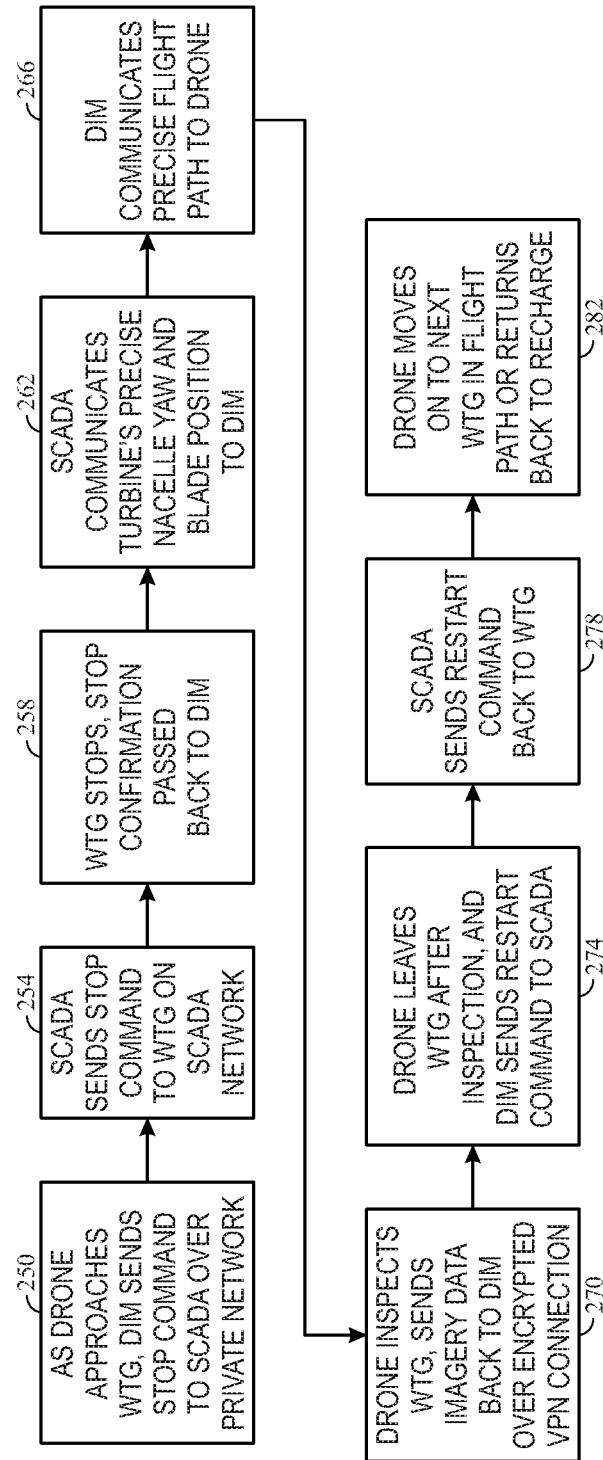 250
AS DRONE
APPROACHES
WTG, DIM SENDS
STOP COMMAND
TO SCADA OVER
PRIVATE NETWORK
254
SCADA
SENDS STOP
COMMAND
TO WTG ON
SCADA
NETWORK
258
WTG STOPS, STOP
CONFIRMATION
PASSED
BACK TO DIM
262
SCADA
COMMUNICATES
TURBINE'S PRECISE
NACELLE YAW AND
BLADE POSITION
TO DIM
266
DIM
COMMUNICATES
PRECISE FLIGHT
PATH TO DRONE
DRONE INSPECTS
WTG, SENDS
IMAGERY DATA
BACK TO DIM
OVER ENCRYPTED
VPN CONNECTION
270
DRONE LEAVES
WTG AFTER
INSPECTION, AND
DIM SENDS RESTART
COMMAND TO SCADA
274
SCADA
SENDS RESTART
COMMAND
BACK TO WTG
278
DRONE MOVES
ON TO NEXT
WTG IN FLIGHT
PATH OR RETURNS
BACK TO RECHARGE
282